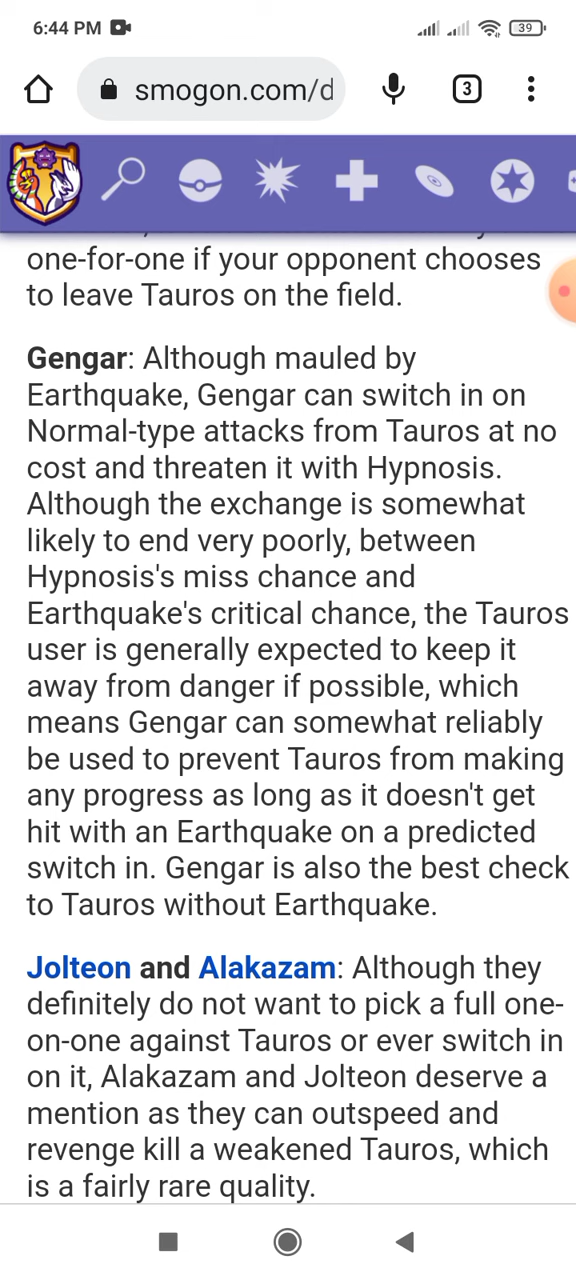 6:44 PM
39
smogon.com/d
3
one-for-one if your opponent chooses
to leave Tauros on the field.
Gengar: Although mauled by
Earthquake, Gengar can switch in on
Normal-type attacks from Tauros at no
cost and threaten it with Hypnosis.
Although the exchange is somewhat
likely to end very poorly, between
Hypnosis's miss chance and
Earthquake's critical chance, the Tauros
user is generally expected to keep it
away from danger if possible, which
means Gengar can somewhat reliably
be used to prevent Tauros from making
any progress as long as it doesn't get
hit with an Earthquake on a predicted
switch in. Gengar is also the best check
to Tauros without Earthquake.
Jolteon and Alakazam: Although they
definitely do not want to pick a full one-
on-one against Tauros or ever switch in
on it, Alakazam and Jolteon deserve a
mention as they can outspeed and
revenge kill a weakened Tauros, which
is a fairly rare quality.